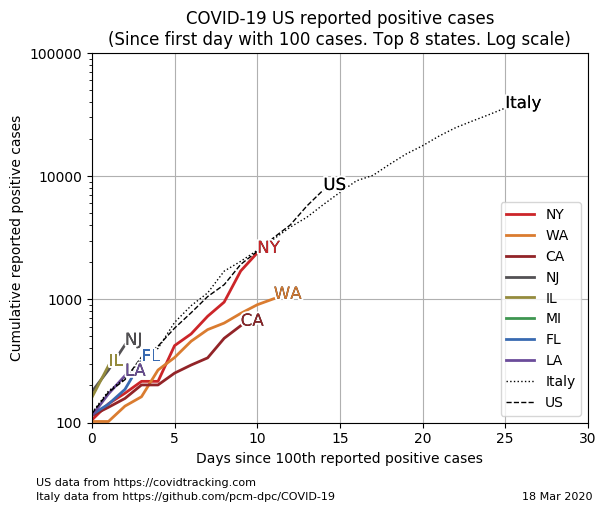 COVID-19 US reported positive cases
(Since first day with 100 cases. Top 8 states. Log scale)
Cumulative reported positive cases
100000
10000
1000
100
Italy
US
NY
WA
CA
NJ
IL
FL
LA
NY
WA
CA
NJ
IL
MI
FL
LA
Italy
US
0 5 10 15 20 25 30
Days since 100th reported positive cases
US data from https://covidtracking.com
Italy data from https://github.com/pcm-dpc/COVID-19
18 Mar 2020